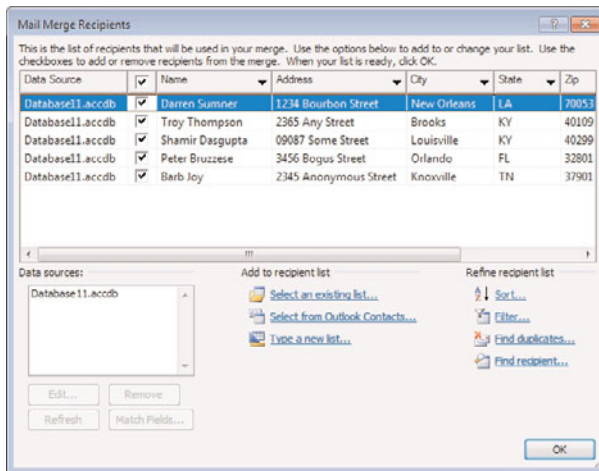 Mail Merge Recipients
This is the list of recipients that will be used in your merge. Use the options below to add to or change your list. Use the
checkboxes to add or remove recipients from the merge. When your list is ready, click OK.
Data Source Name Address City State Zip
Database11.accdb Darren Sumner 1234 Bourbon Street New Orleans LA 70053
Database11.accdb Troy Thompson 2365 Any Street Brooks KY 40109
Database11.accdb Shamir Dasgupta 09087 Some Street Louisville KY 40299
Database11.accdb Peter Bruzzese 3456 Bogus Street Orlando FL 32801
Database11.accdb Barb Joy 2345 Anonymous Street Knoxville TN 37901
Data sources: Add to recipient list Refine recipient list
Database11.accdb Select an existing list... Sort...
Select from Outlook Contacts... Filter...
Type a new list... Find duplicates...
Find recipient...
Edit... Remove
Refresh Match Fields...
OK